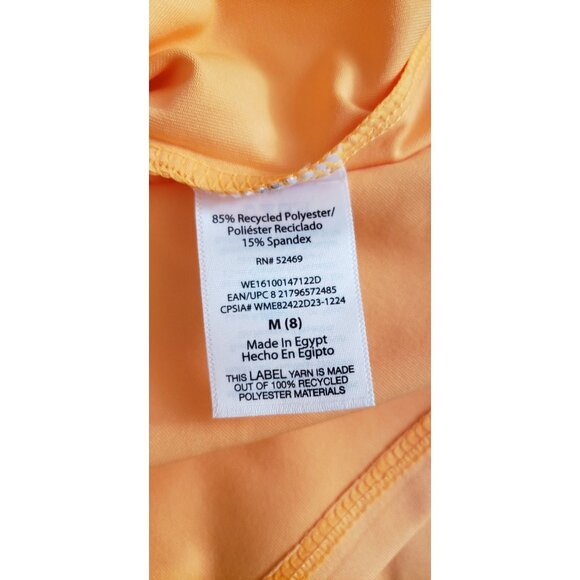 85% Recycled Polyester/
Poliéster Reciclado
15% Spandex
RN# 52469
WE16100147122D
EAN/UPC 8 21796572485
CPSIA# WME82422D23-1224
M (8)
Made In Egypt
Hecho En Egipto
THIS LABEL YARN IS MADE
OUT OF 100% RECYCLED
POLYESTER MATERIALS